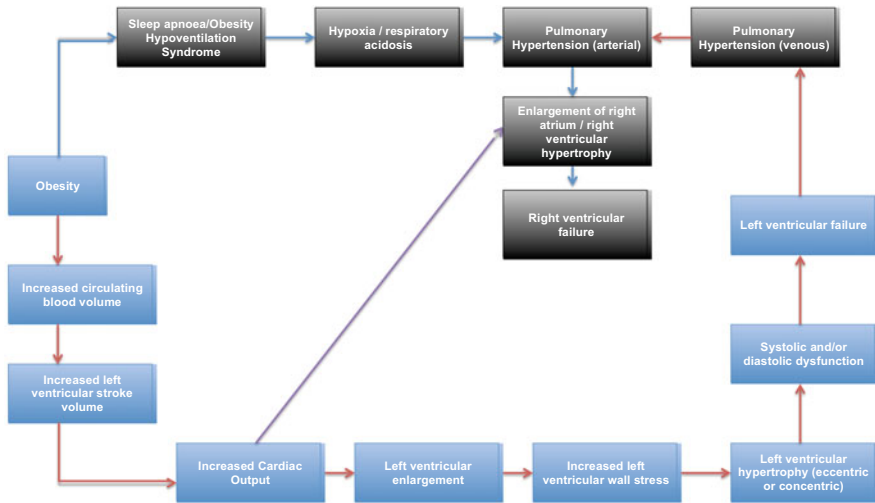 Sleep apnoea/Obesity
Hypoventilation
Syndrome
Hypoxia / respiratory
acidosis
Pulmonary
Hypertension (arterial)
Pulmonary
Hypertension (venous)
Enlargement of right
atrium / right
ventricular
hypertrophy
Obesity
Right ventricular
failure
Left ventricular failure
Increased circulating
blood volume
Systolic and/or
diastolic dysfunction
Increased left
ventricular stroke
volume
Increased Cardiac
Output
Left ventricular
enlargement
Increased left
ventricular wall stress
Left ventricular
hypertrophy (eccentric
or concentric)